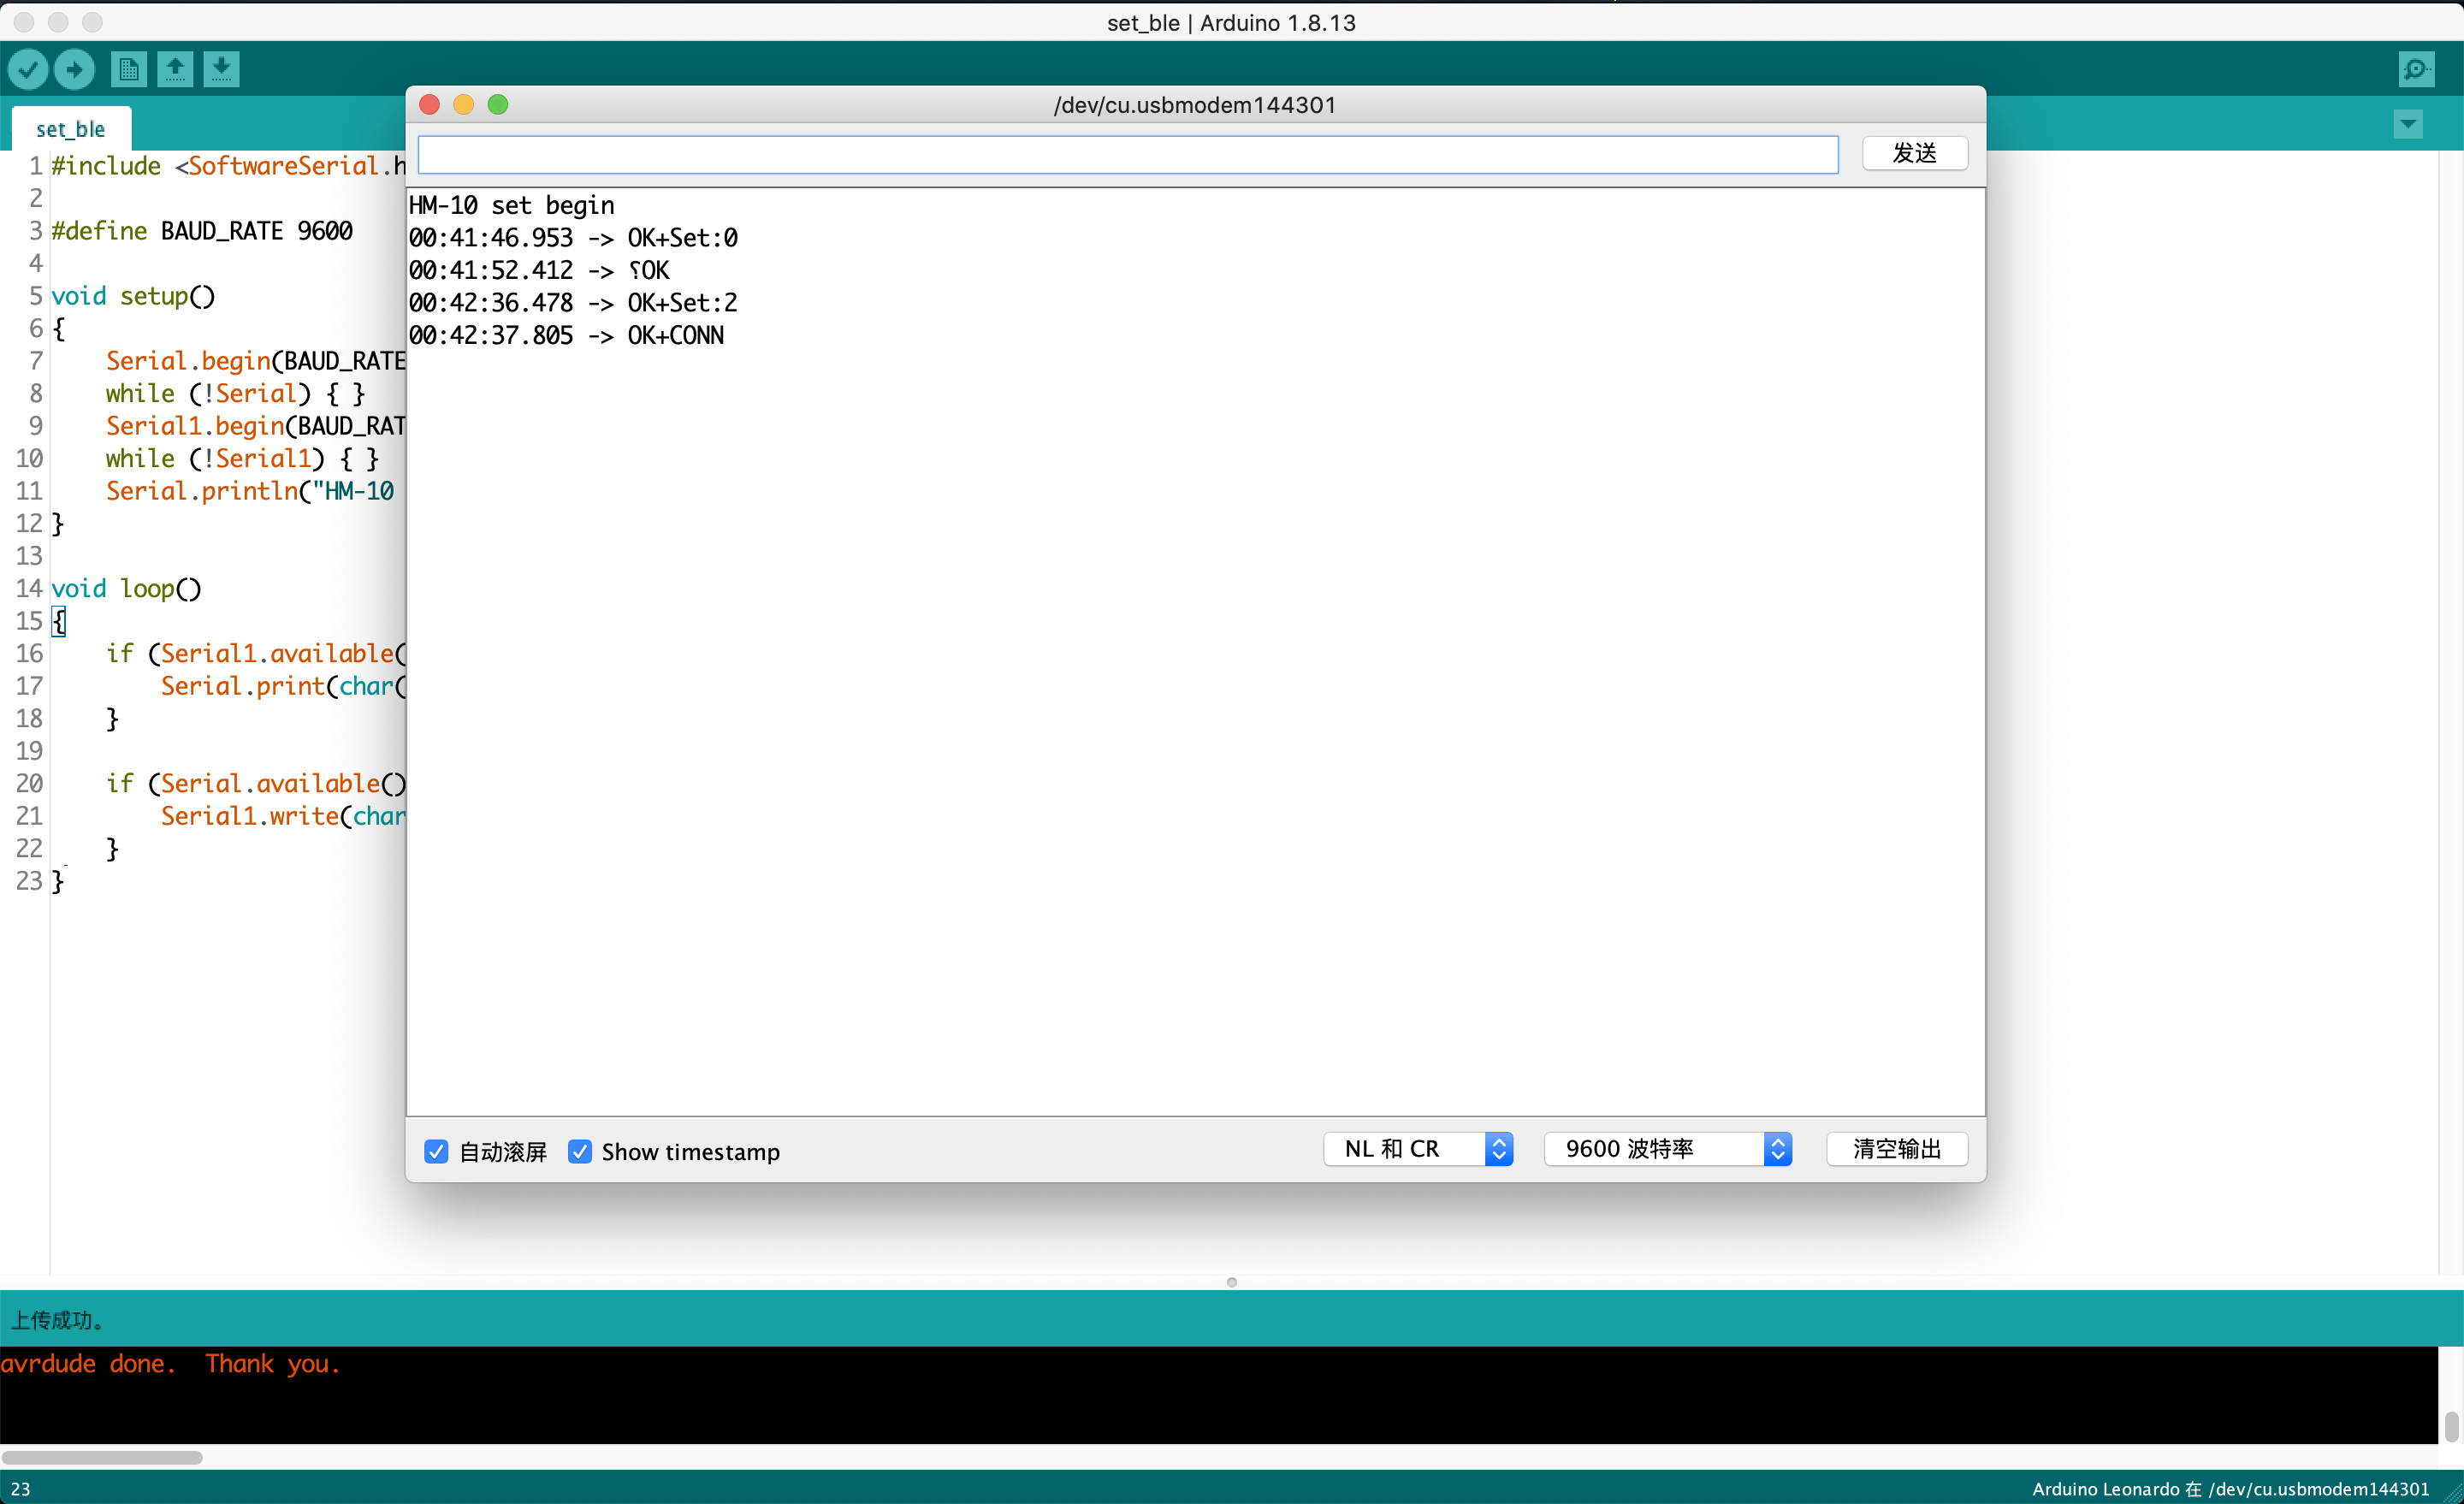 set_ble | Arduino 1.8.13
set_ble
1 #include <SoftwareSerial.h
2
3 #define BAUD_RATE 9600
4
5 void setup()
6 {
7 Serial.begin(BAUD_RATE
8 while (!Serial) { }
9 Serial1.begin(BAUD_RAT
10 while (!Serial1) { }
11 Serial.println("HM-10
12 }
13
14 void loop()
15 {
16 if (Serial1.available(
17 Serial.print(char(
18 }
19
20 if (Serial.available()
21 Serial1.write(char
22 }
23 }
/dev/cu.usbmodem144301
发送
HM-10 set begin
00:41:46.953 -> OK+Set:0
00:41:52.412 -> ⸮OK
00:42:36.478 -> OK+Set:2
00:42:37.805 -> OK+CONN
自动滚屏 Show timestamp NL 和 CR 9600 波特率 清空输出
上传成功。
avrdude done.  Thank you.
23 Arduino Leonardo 在 /dev/cu.usbmodem144301